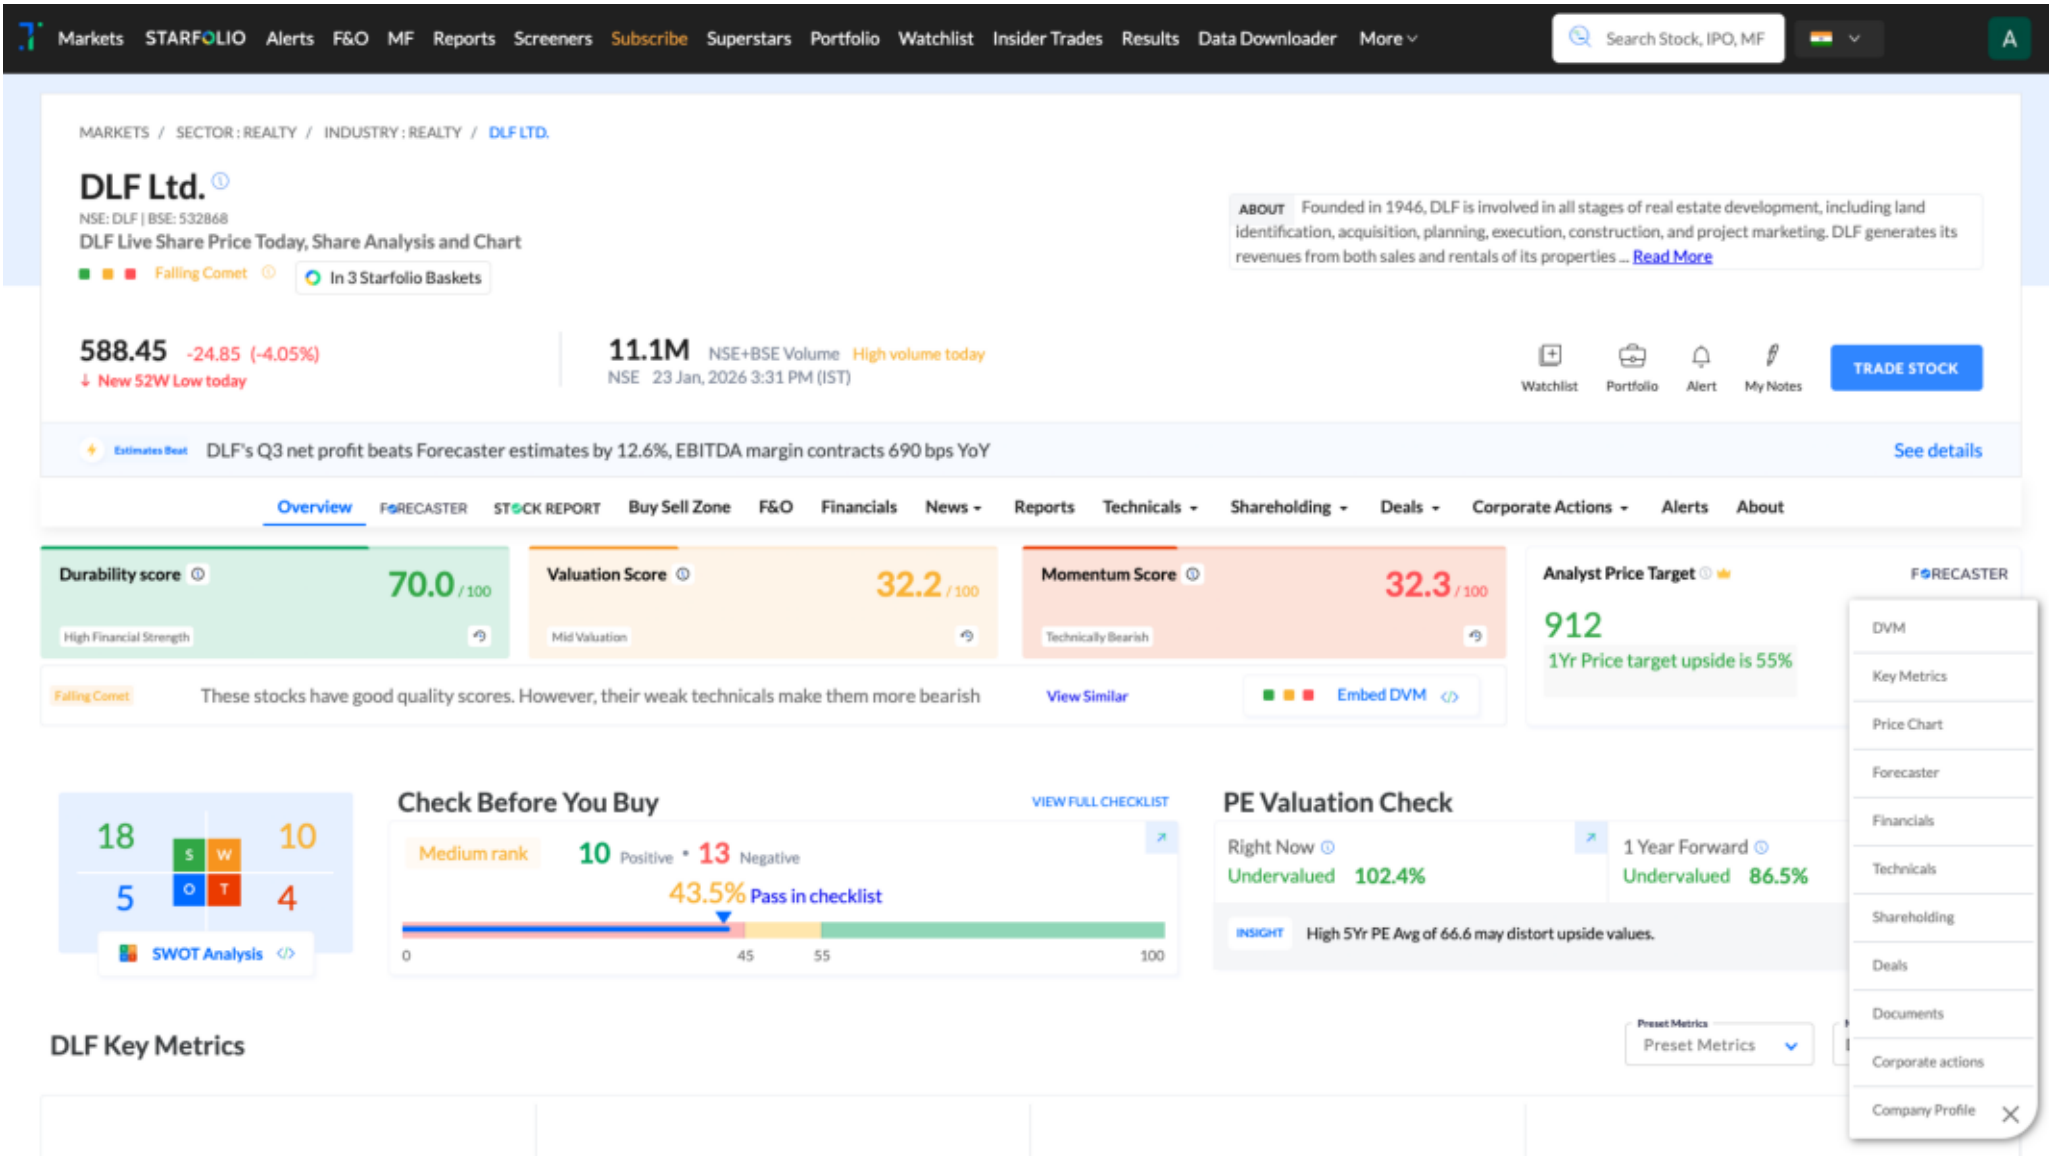 Markets STARFOLIO Alerts F&O MF Reports Screeners Subscribe Superstars Portfolio Watchlist Insider Trades Results Data Downloader More Search Stock, IPO, MF A
MARKETS / SECTOR : REALTY / INDUSTRY : REALTY / DLF LTD.
DLF Ltd.
NSE: DLF | BSE: 532868
DLF Live Share Price Today, Share Analysis and Chart
Falling Comet In 3 Starfolio Baskets
ABOUT Founded in 1946, DLF is involved in all stages of real estate development, including land
identification, acquisition, planning, execution, construction, and project marketing. DLF generates its
revenues from both sales and rentals of its properties ... Read More
588.45 -24.85 (-4.05%)
↓ New 52W Low today
11.1M NSE+BSE Volume High volume today
NSE 23 Jan, 2026 3:31 PM (IST)
Watchlist Portfolio Alert My Notes TRADE STOCK
Estimates Beat DLF's Q3 net profit beats Forecaster estimates by 12.6%, EBITDA margin contracts 690 bps YoY See details
Overview FORECASTER STOCK REPORT Buy Sell Zone F&O Financials News Reports Technicals Shareholding Deals Corporate Actions Alerts About
Durability score 70.0 / 100
High Financial Strength
Valuation Score 32.2 / 100
Mid Valuation
Momentum Score 32.3 / 100
Technically Bearish
Analyst Price Target FORECASTER
912
1Yr Price target upside is 55%
Falling Comet These stocks have good quality scores. However, their weak technicals make them more bearish View Similar Embed DVM </>
18 10
S W
O T
5 4
SWOT Analysis </>
Check Before You Buy VIEW FULL CHECKLIST
Medium rank 10 Positive • 13 Negative
43.5% Pass in checklist
0 45 55 100
PE Valuation Check
Right Now
Undervalued 102.4%
1 Year Forward
Undervalued 86.5%
INSIGHT High 5Yr PE Avg of 66.6 may distort upside values.
DLF Key Metrics
Preset Metrics
Preset Metrics
DVM
Key Metrics
Price Chart
Forecaster
Financials
Technicals
Shareholding
Deals
Documents
Corporate actions
Company Profile